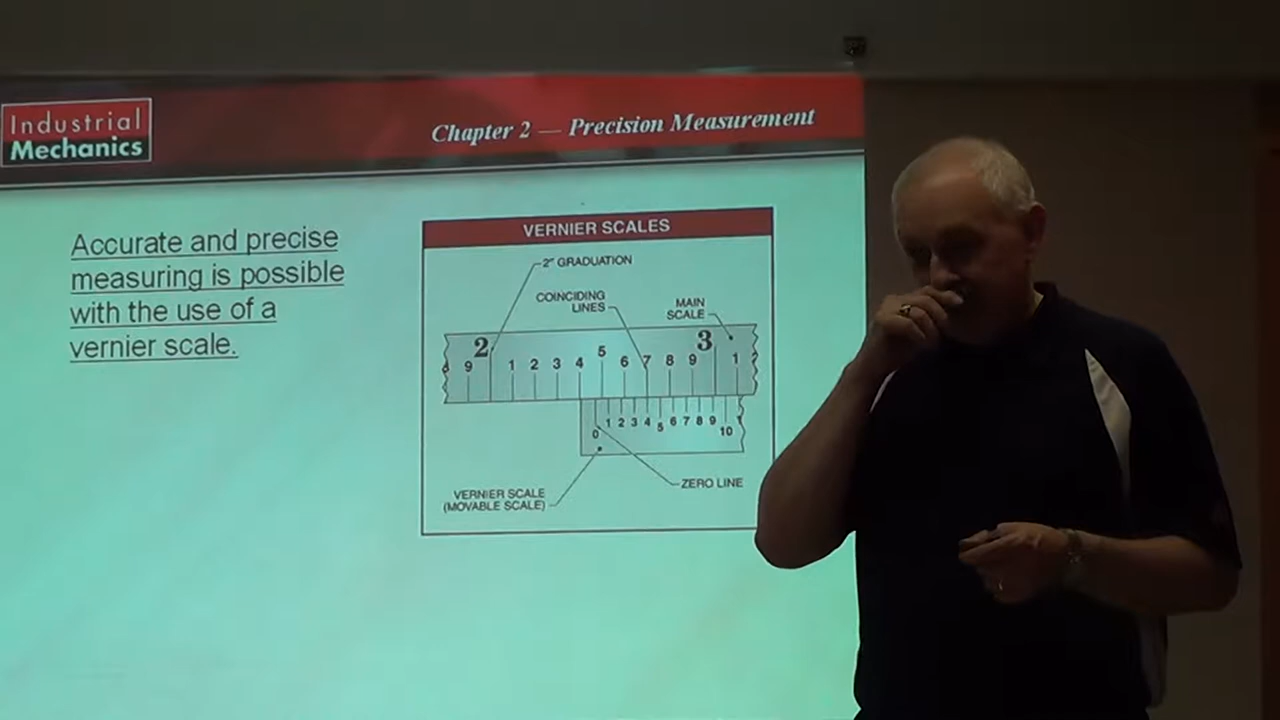 Industrial
Mechanics
Chapter 2 — Precision Measurement
Accurate and precise
measuring is possible
with the use of a
vernier scale.
VERNIER SCALES
2" GRADUATION
COINCIDING
LINES
MAIN
SCALE
2 3
9 1 2 3 4 5 6 7 8 9 1
0 1 2 3 4 5 6 7 8 9 10
ZERO LINE
VERNIER SCALE
(MOVABLE SCALE)